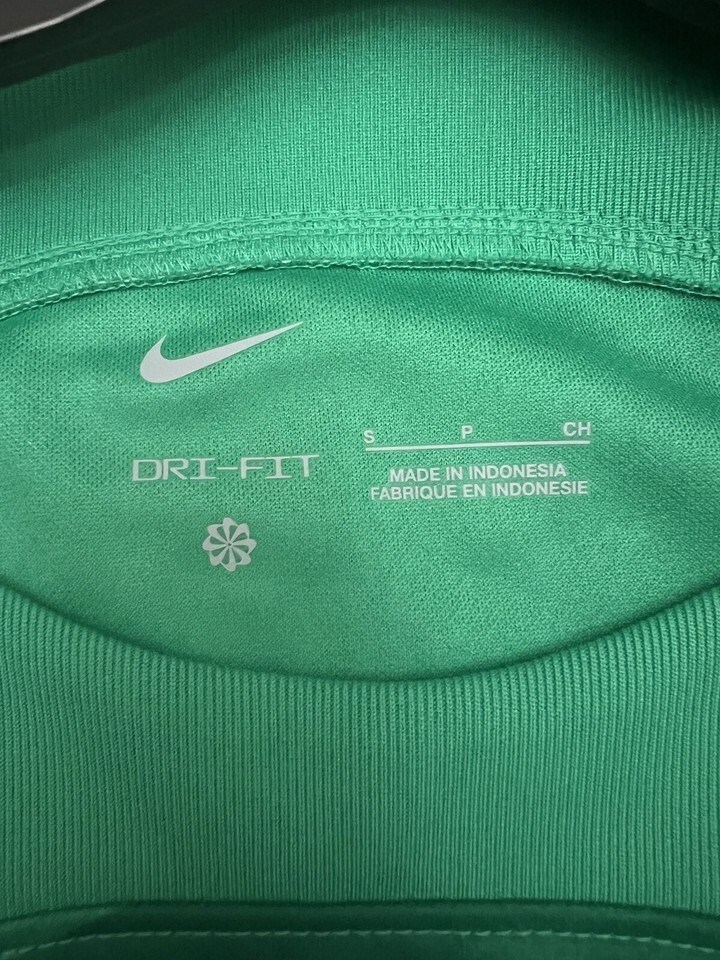 DRI-FIT
S P CH
MADE IN INDONESIA
FABRIQUE EN INDONESIE